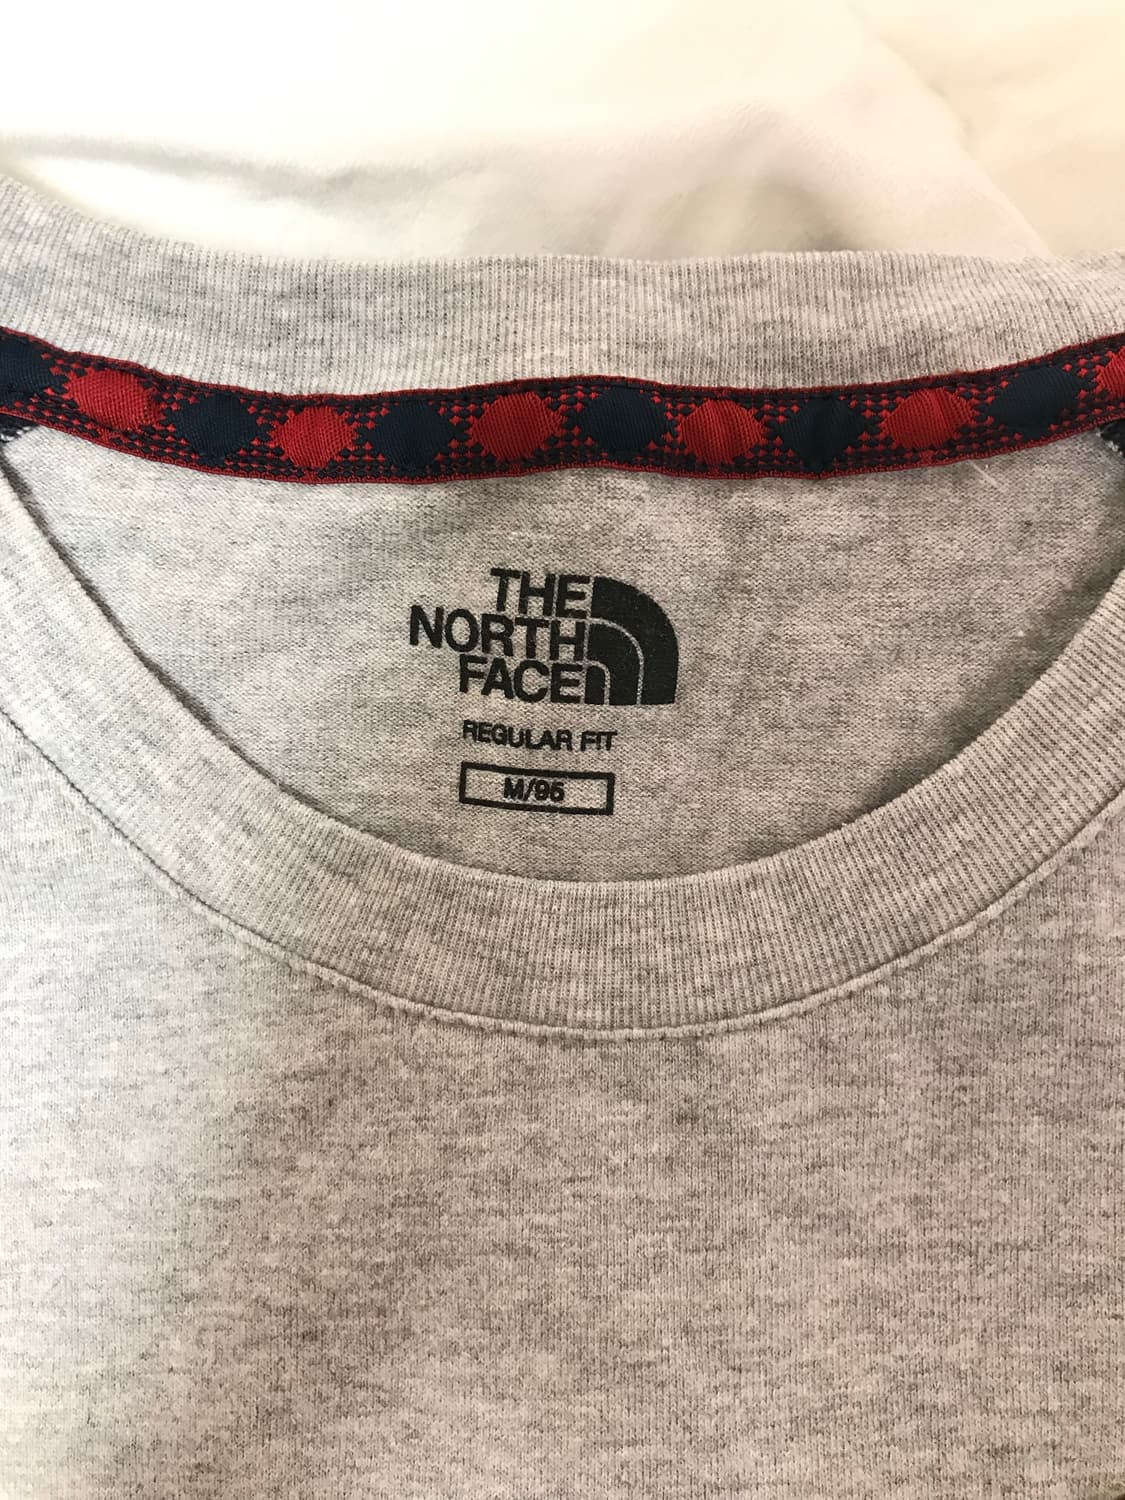 THE
NORTH
FACE
REGULAR FIT
M/95